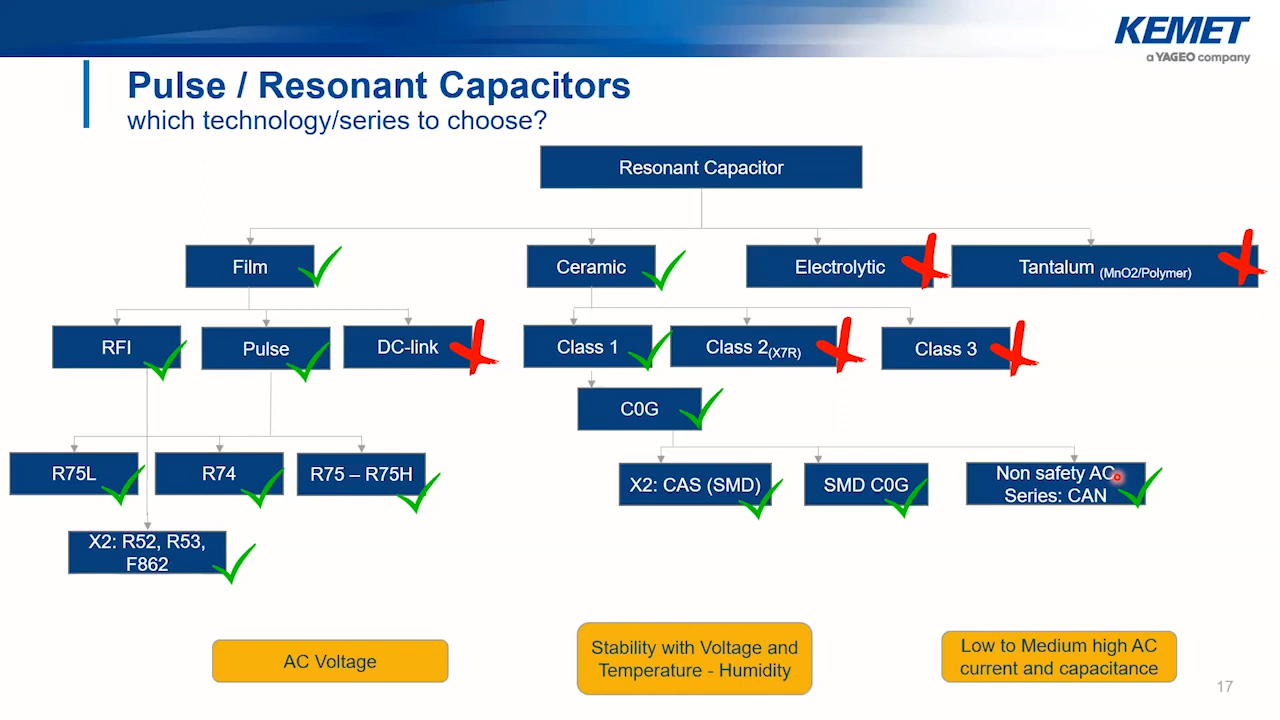 KEMET
a YAGEO company
Pulse / Resonant Capacitors
which technology/series to choose?
Resonant Capacitor
Film
Ceramic
Electrolytic
Tantalum (MnO2/Polymer)
RFI
Pulse
DC-link
Class 1
Class 2(X7R)
Class 3
C0G
R75L
R74
R75 – R75H
X2: CAS (SMD)
SMD C0G
Non safety AC
Series: CAN
X2: R52, R53,
F862
AC Voltage
Stability with Voltage and
Temperature - Humidity
Low to Medium high AC
current and capacitance
17